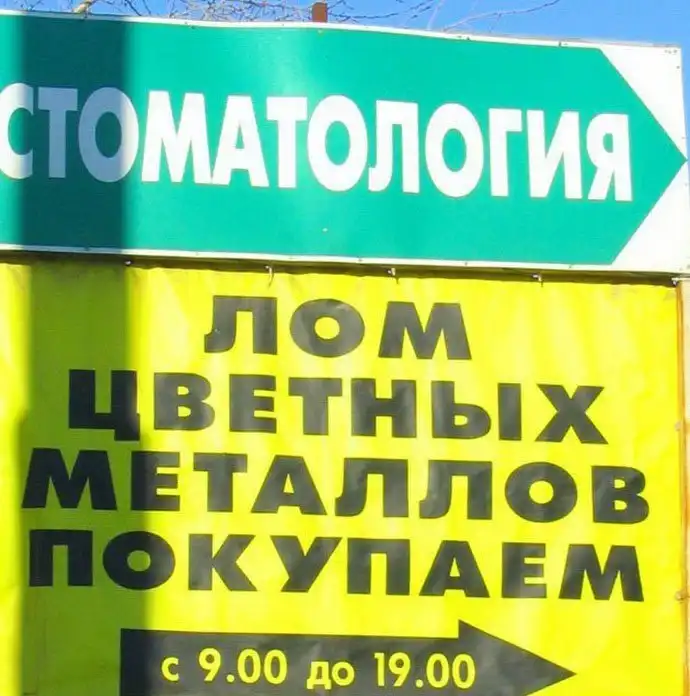 СТОМАТОЛОГИЯ
ЛОМ
ЦВЕТНЫХ
МЕТАЛЛОВ
ПОКУПАЕМ
с 9.00 до 19.00